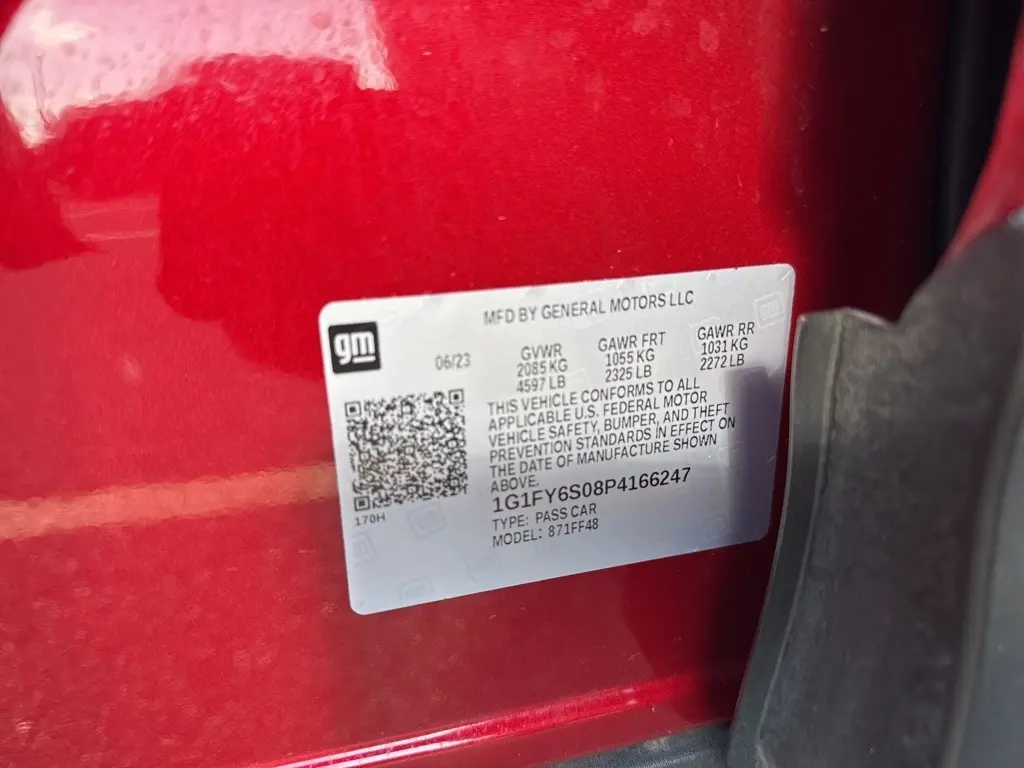 MFD BY GENERAL MOTORS LLC
gm
06/23
GVWR
2085 KG
4597 LB
GAWR FRT
1055 KG
2325 LB
GAWR RR
1031 KG
2272 LB
THIS VEHICLE CONFORMS TO ALL
APPLICABLE U.S. FEDERAL MOTOR
VEHICLE SAFETY, BUMPER, AND THEFT
PREVENTION STANDARDS IN EFFECT ON
THE DATE OF MANUFACTURE SHOWN
ABOVE.
1G1FY6S08P4166247
170H
TYPE: PASS CAR
MODEL: 871FF48